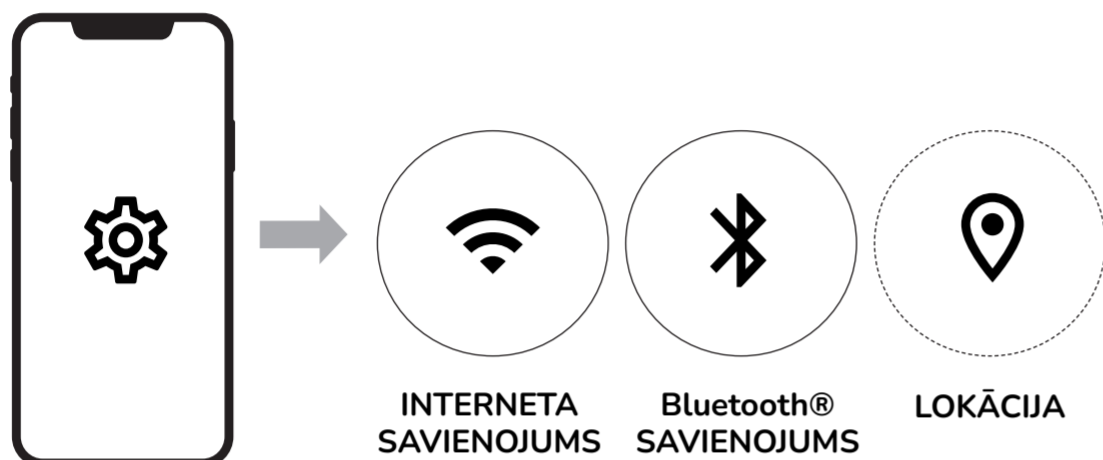 INTERNETA
SAVIENOJUMS
Bluetooth®
SAVIENOJUMS
LOKĀCIJA